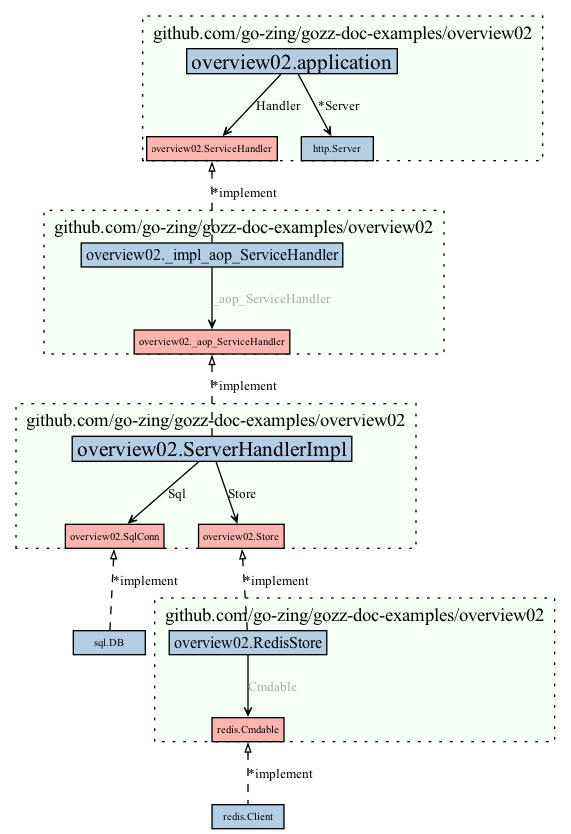 github.com/go-zing/gozz-doc-examples/overview02
overview02.application
Handler *Server
overview02.ServiceHandler http.Server
*implement
github.com/go-zing/gozz-doc-examples/overview02
overview02._impl_aop_ServiceHandler
_aop_ServiceHandler
overview02._aop_ServiceHandler
*implement
github.com/go-zing/gozz-doc-examples/overview02
overview02.ServerHandlerImpl
Sql Store
overview02.SqlConn overview02.Store
*implement *implement
github.com/go-zing/gozz-doc-examples/overview02
sql.DB overview02.RedisStore
Cmdable
redis.Cmdable
*implement
redis.Client